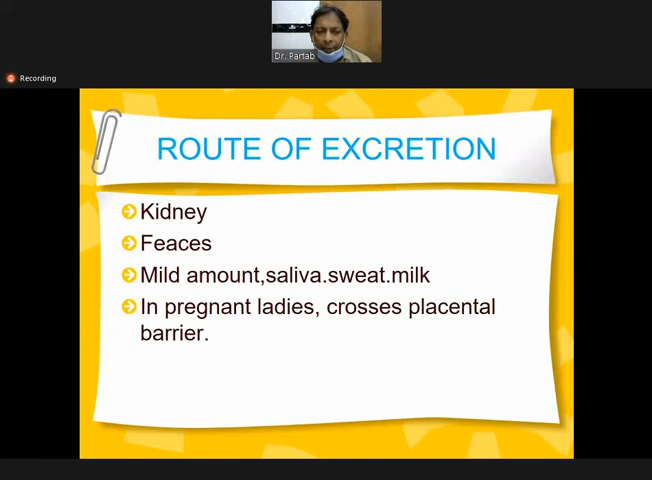 Dr. Partab
Recording
ROUTE OF EXCRETION
Kidney
Feaces
Mild amount,saliva.sweat.milk
In pregnant ladies, crosses placental
barrier.